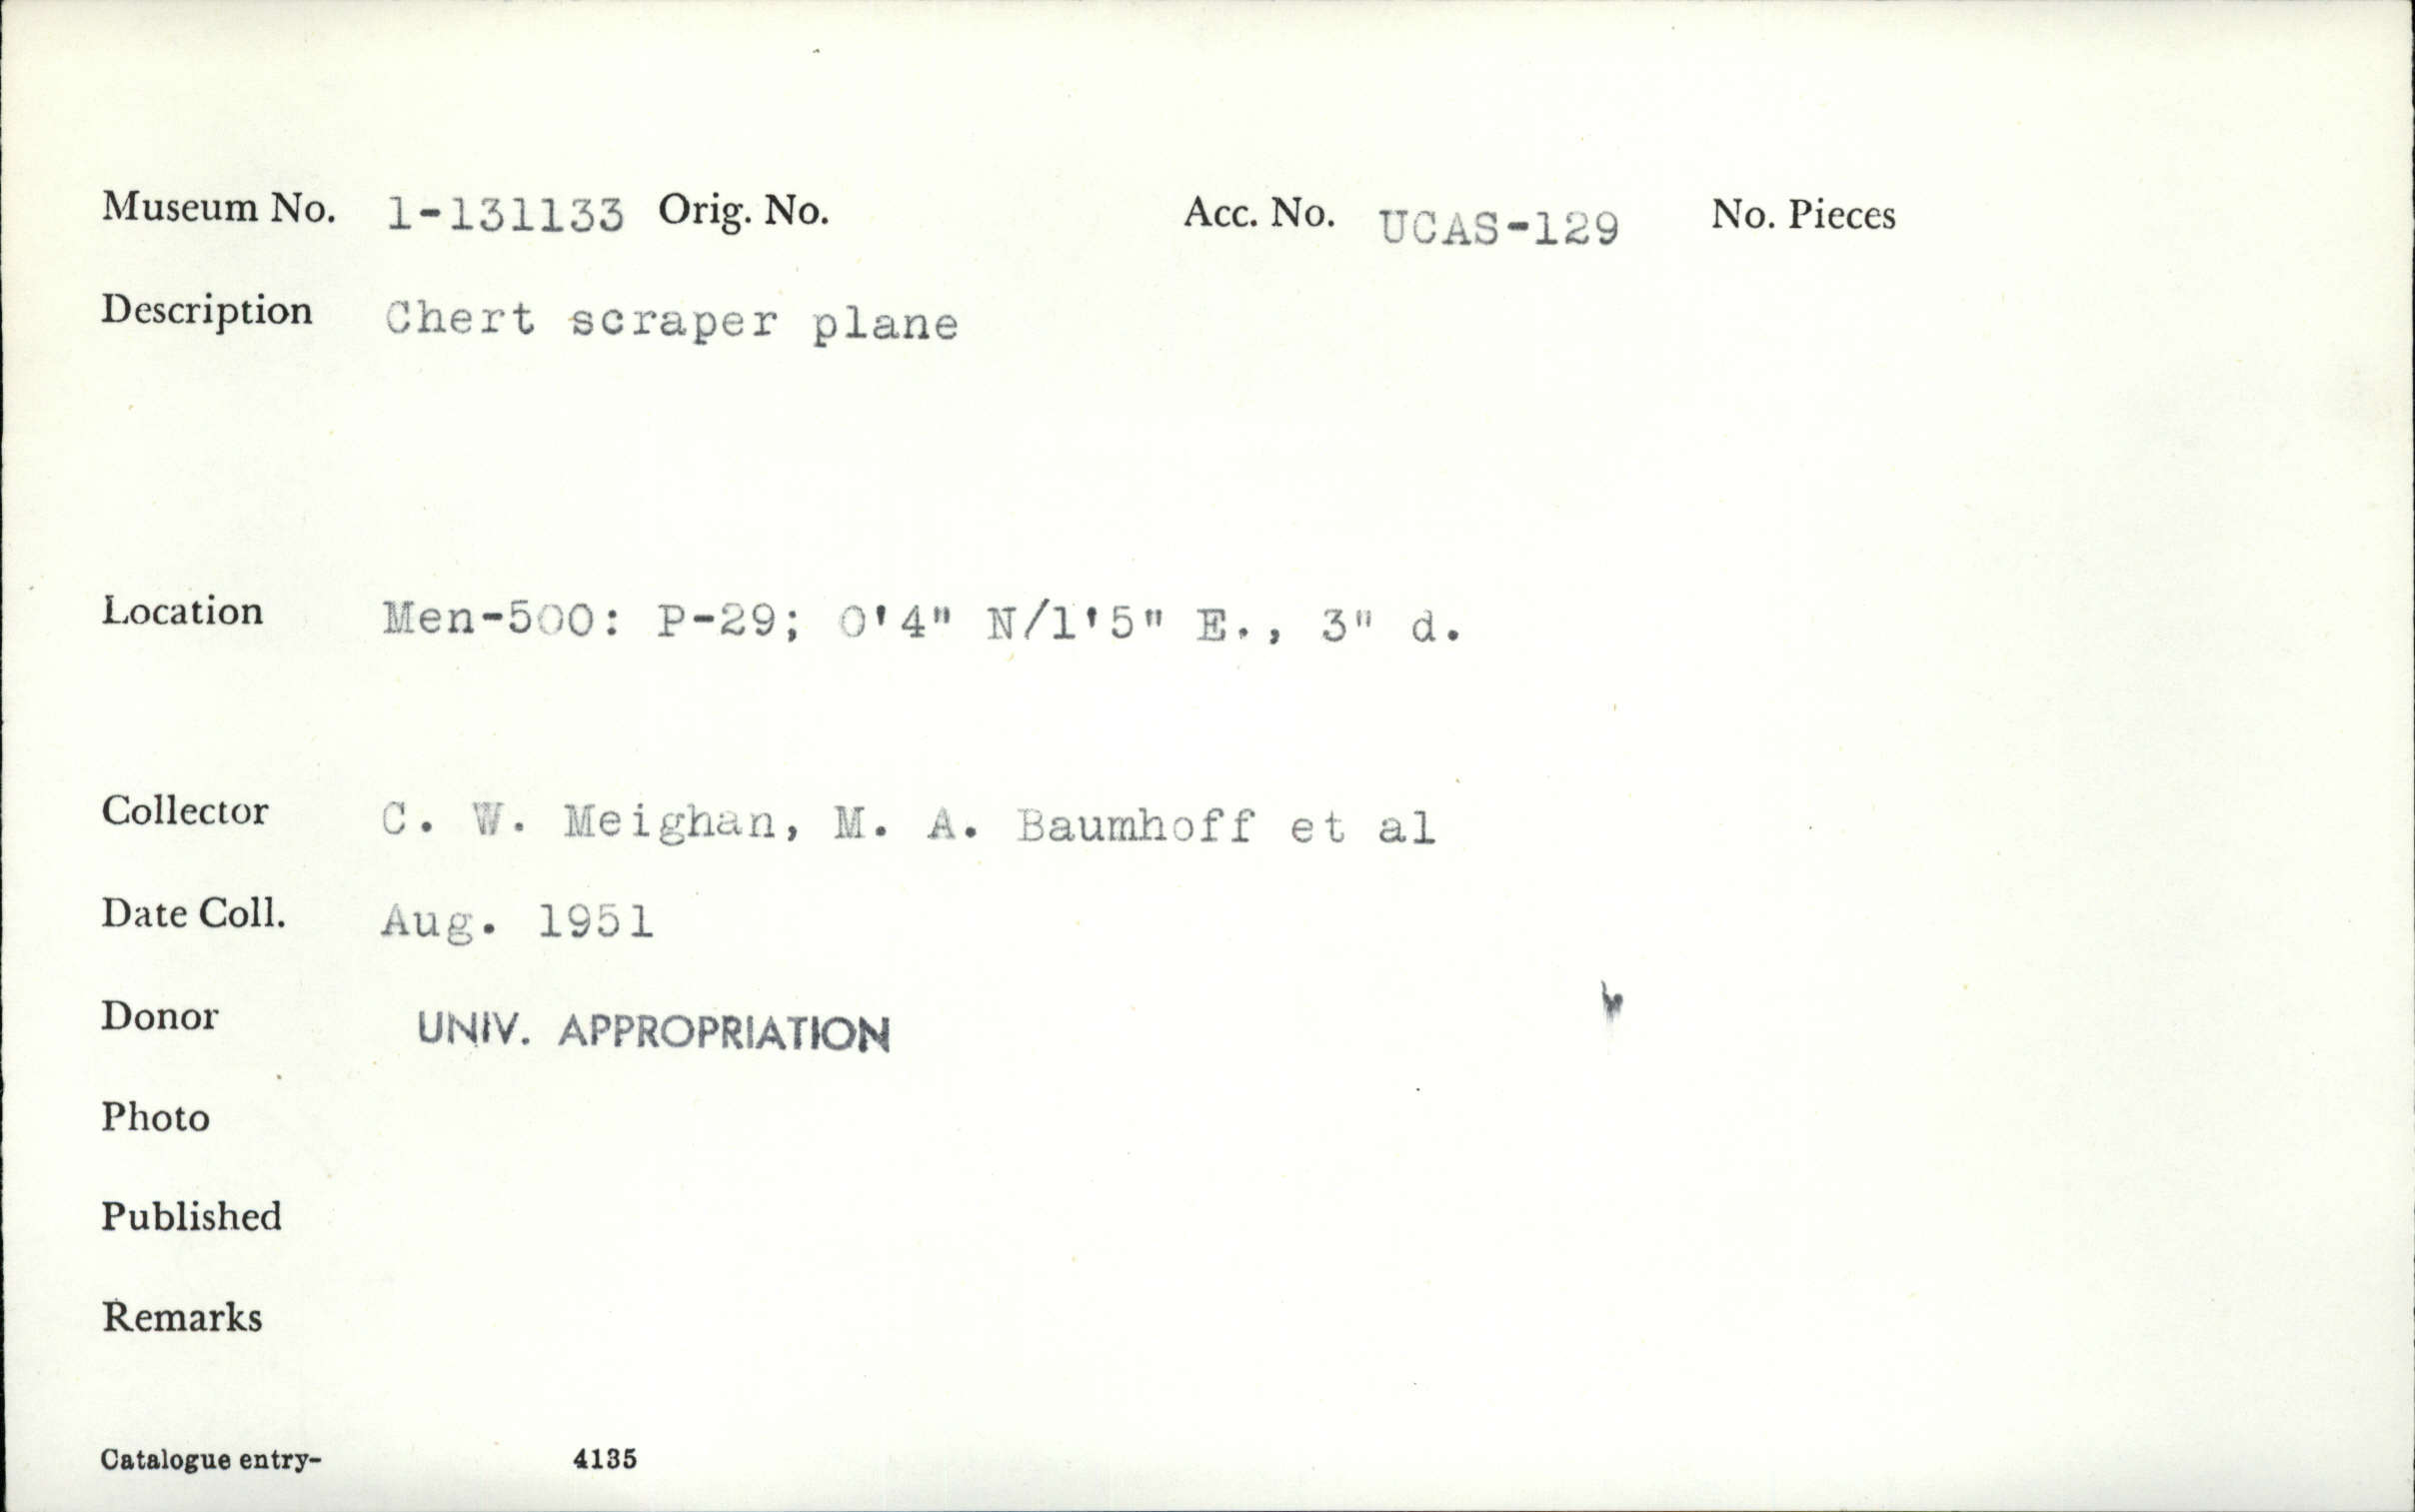 Museum No. 1-131133 Orig. No. Acc. No. UCAS-129 No. Pieces
Description Chert scraper plane
Location Men-500: P-29; 0'4" N/1'5" E., 3" d.
Collector C. W. Meighan, M. A. Baumhoff et al
Date Coll. Aug. 1951
Donor UNIV. APPROPRIATION
Photo
Published
Remarks
Catalogue entry- 4135